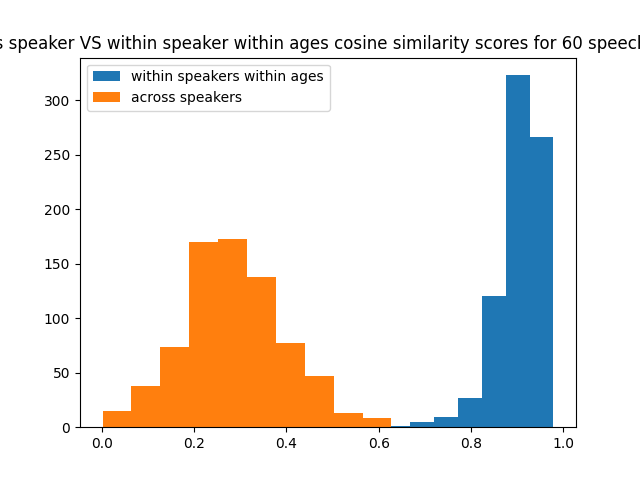 s speaker VS within speaker within ages cosine similarity scores for 60 speec
within speakers within ages
across speakers
300
250
200
150
100
50
0
0.0 0.2 0.4 0.6 0.8 1.0